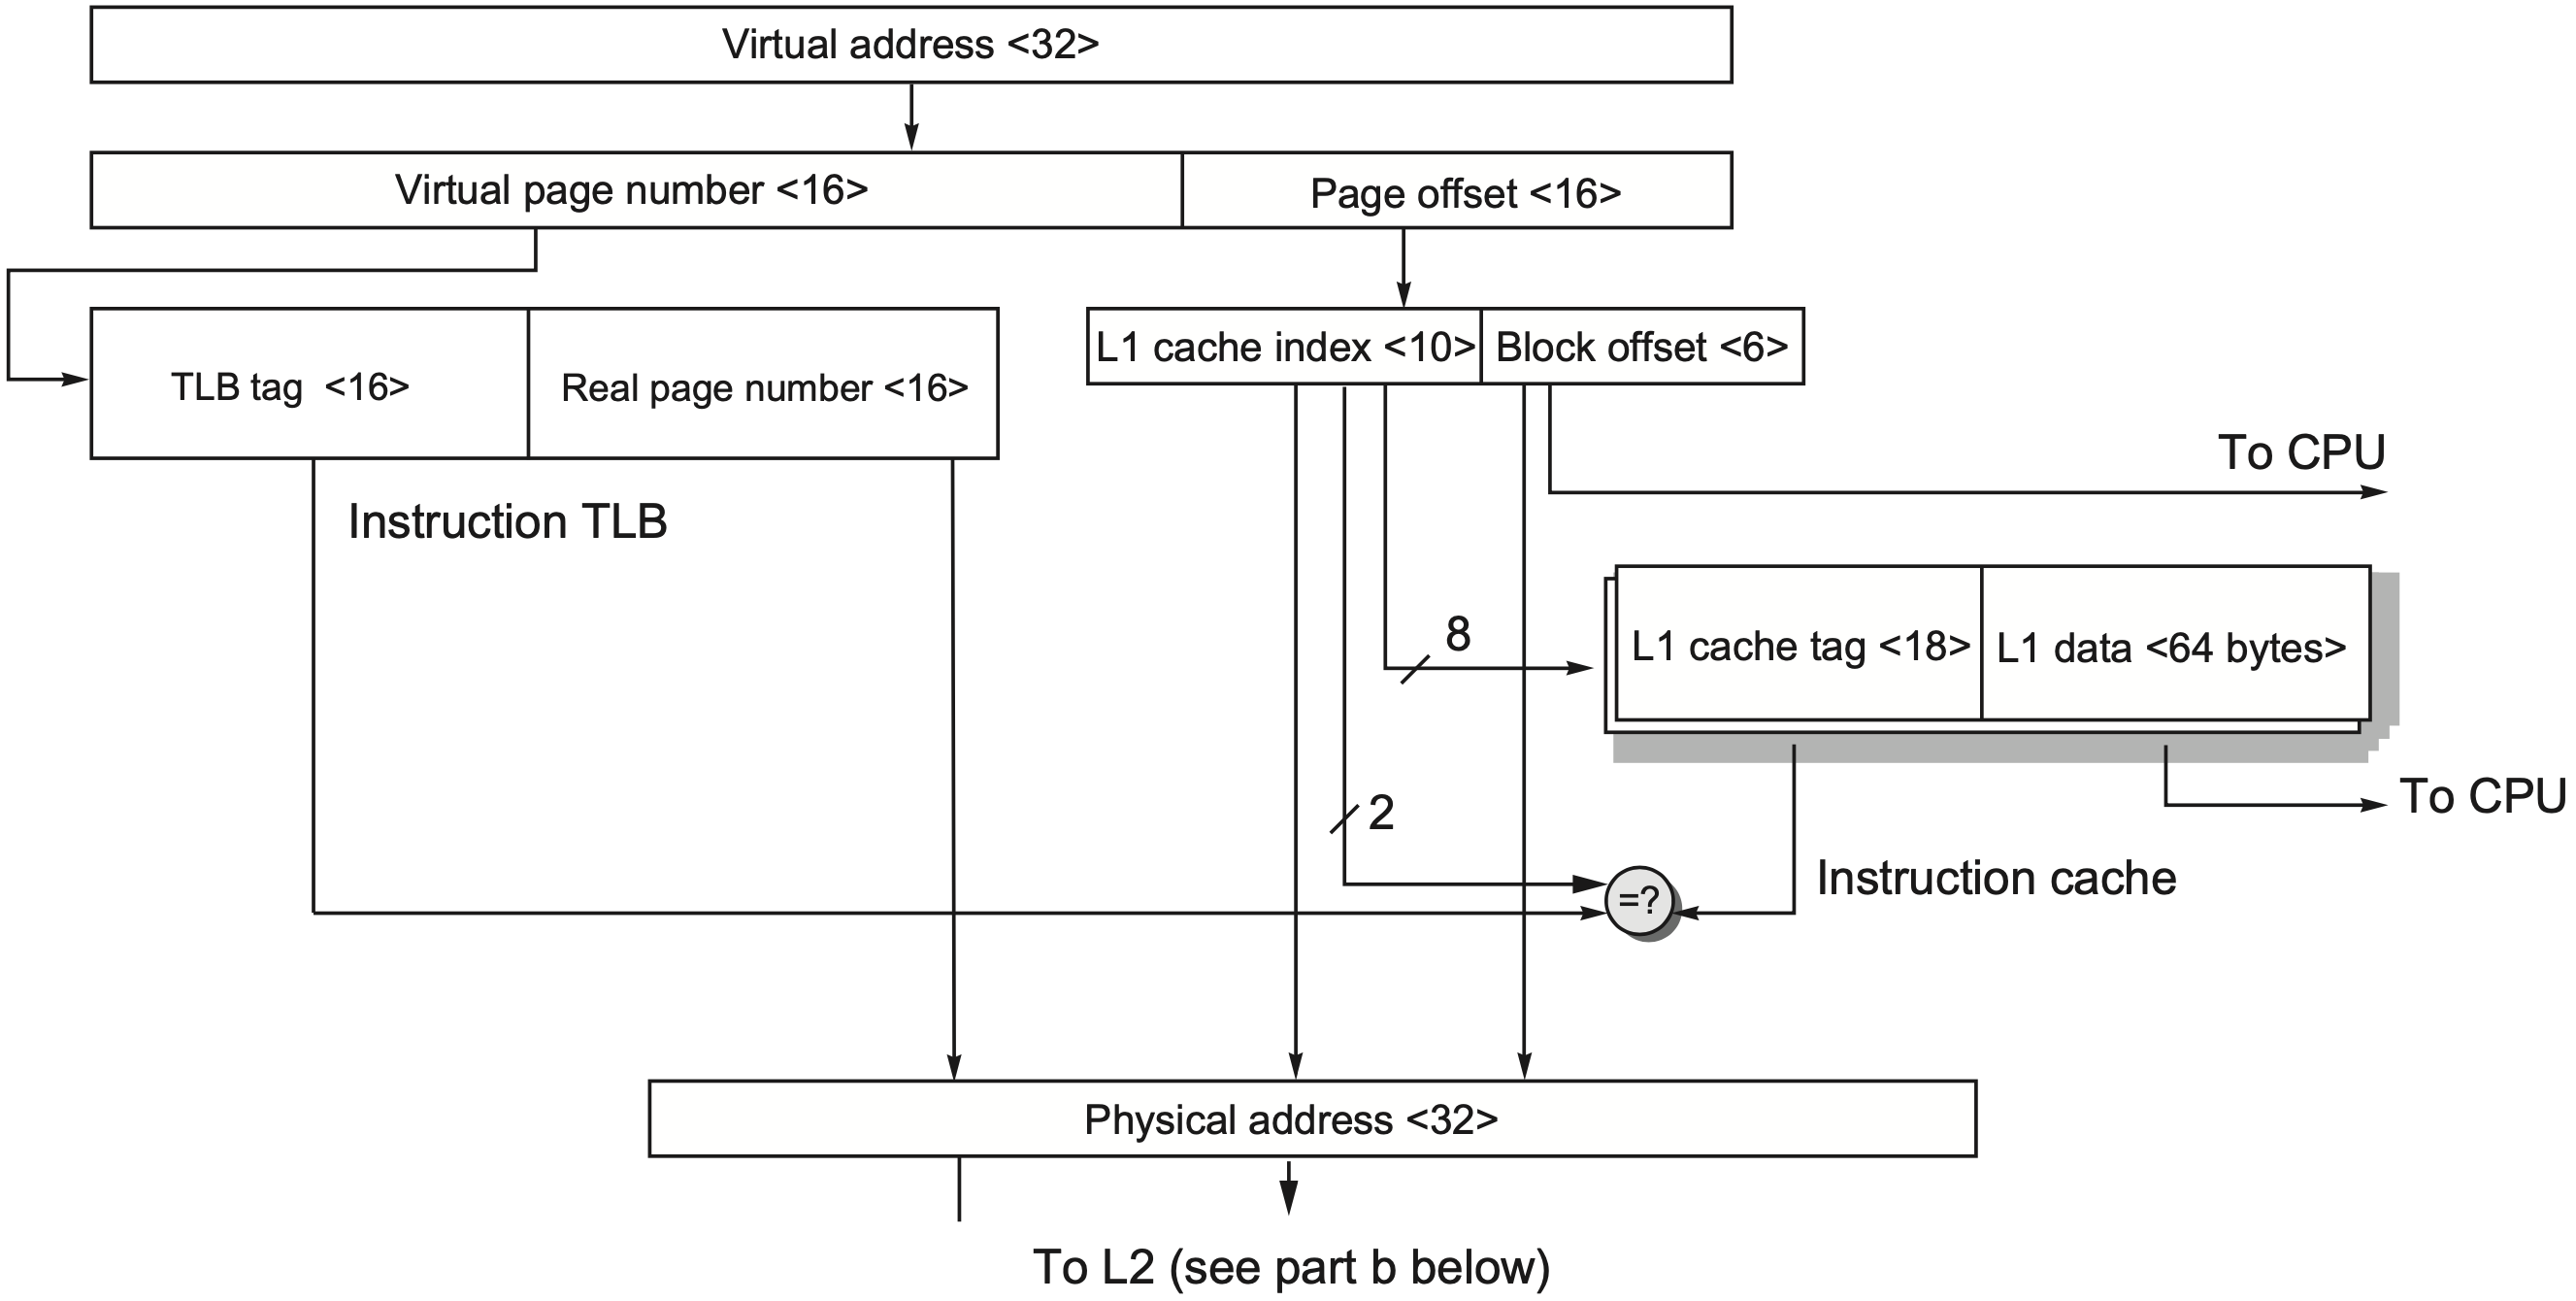 Virtual address <32>
Virtual page number <16>
Page offset <16>
L1 cache index <10>
Block offset <6>
TLB tag <16>
Real page number <16>
To CPU
Instruction TLB
8
L1 cache tag <18>
L1 data <64 bytes>
2
To CPU
Instruction cache
=?
Physical address <32>
To L2 (see part b below)